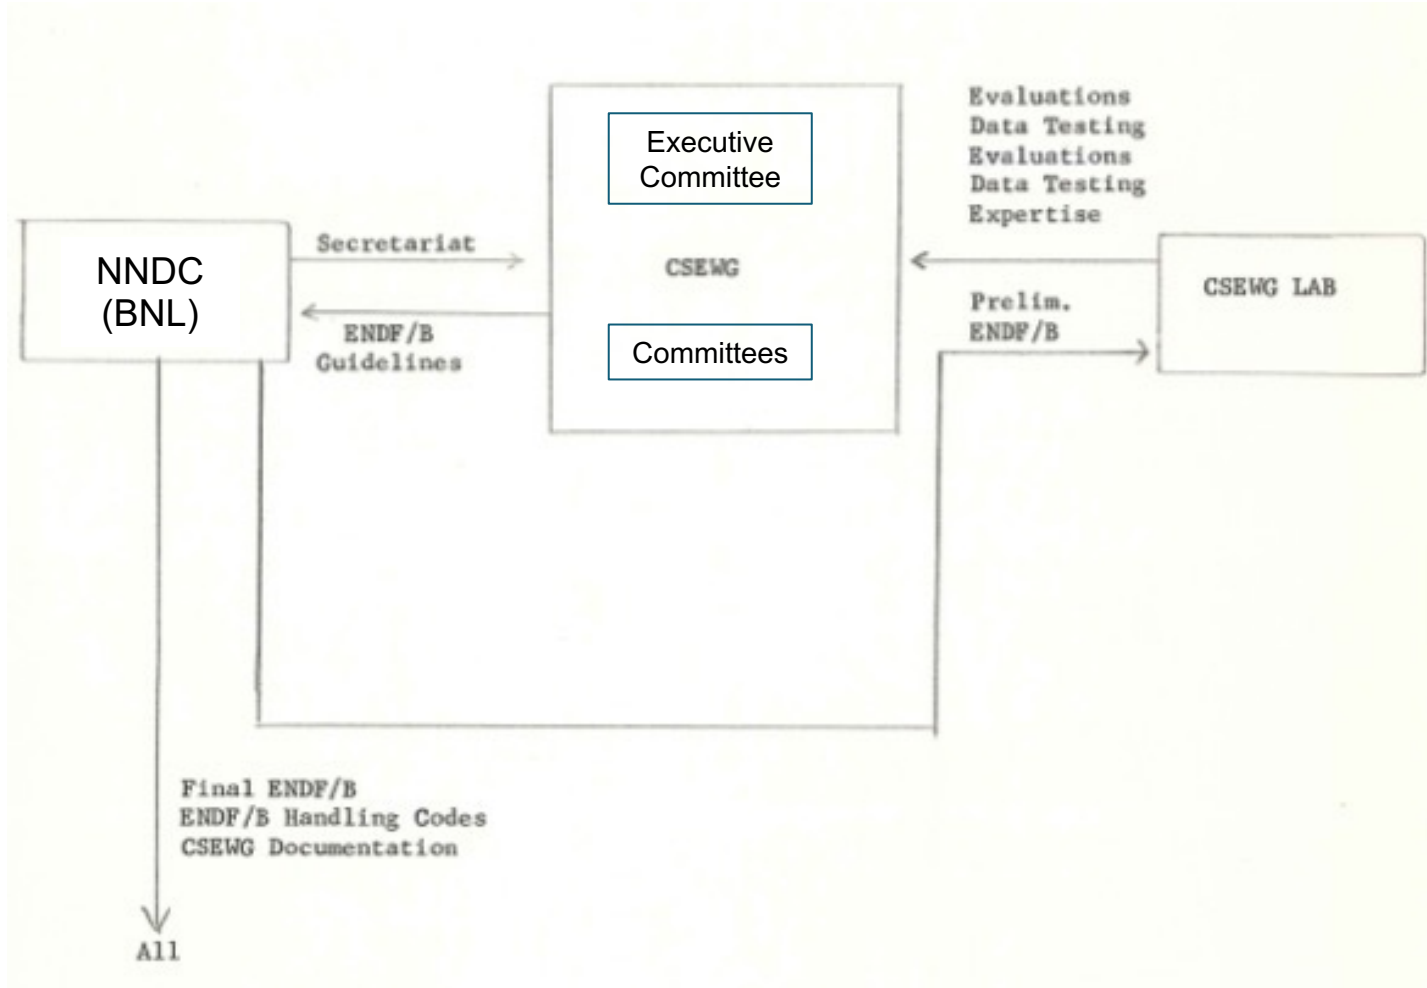 Executive
Committee
CSEWG
Committees
NNDC
(BNL)
Secretariat
ENDF/B
Guidelines
Evaluations
Data Testing
Evaluations
Data Testing
Expertise
Prelim.
ENDF/B
CSEWG LAB
Final ENDF/B
ENDF/B Handling Codes
CSEWG Documentation
All